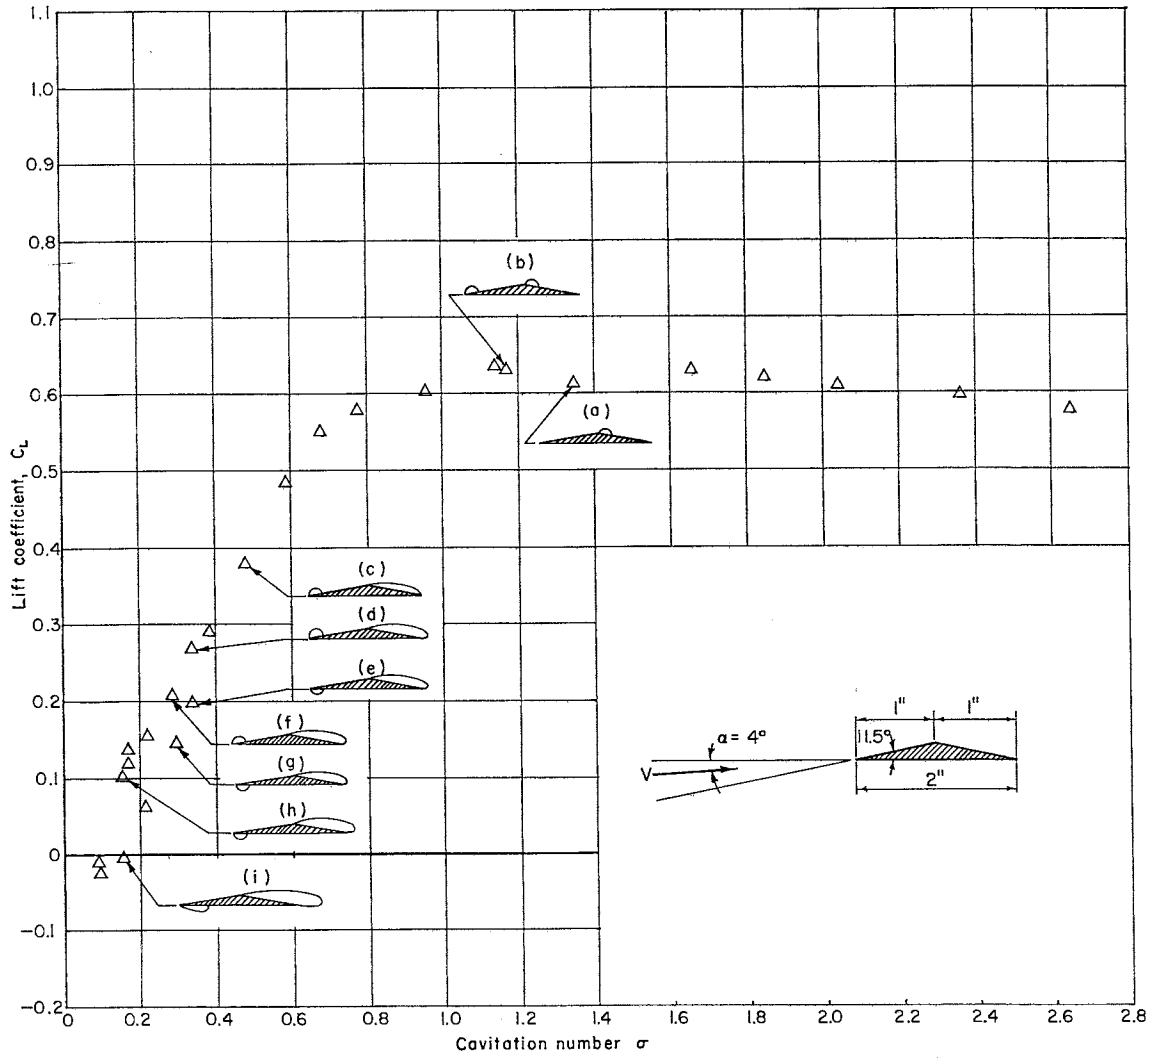 1.1
1.0
0.9
0.8
0.7
0.6
0.5
0.4
0.3
0.2
0.1
0
−0.1
−0.2
Lift coefficient, C_L
(b)
(a)
(c)
(d)
(e)
(f)
(g)
(h)
(i)
1" 1"
α = 4° 11.5°
V
2"
0 0.2 0.4 0.6 0.8 1.0 1.2 1.4 1.6 1.8 2.0 2.2 2.4 2.6 2.8
Cavitation number σ